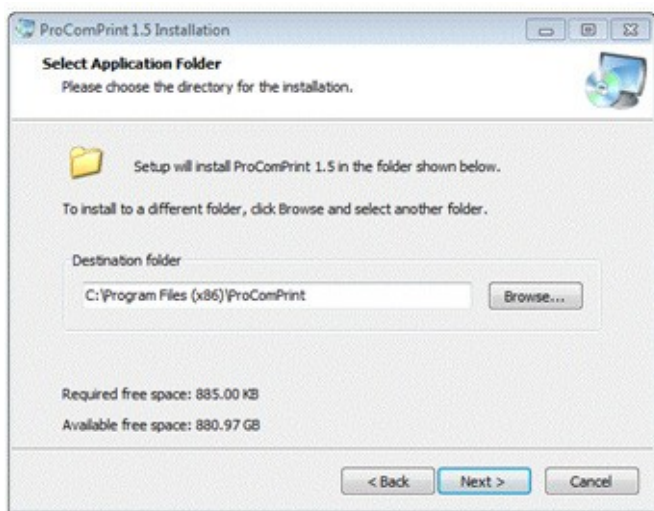 ProComPrint 1.5 Installation
Select Application Folder
Please choose the directory for the installation.
Setup will install ProComPrint 1.5 in the folder shown below.
To install to a different folder, click Browse and select another folder.
Destination folder
C:\Program Files (x86)\ProComPrint
Browse...
Required free space: 885.00 KB
Available free space: 880.97 GB
< Back Next > Cancel